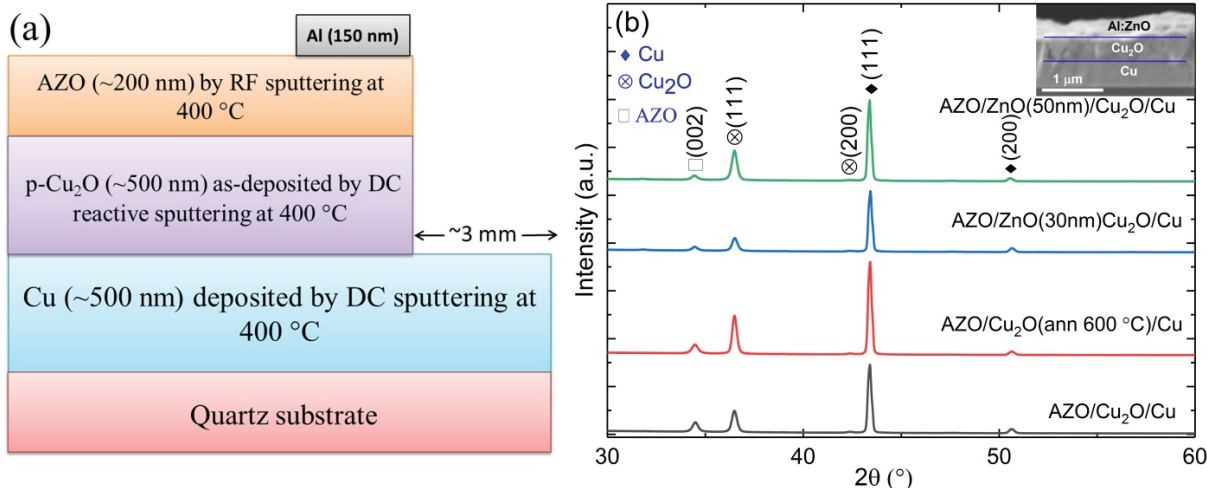 (a)
Al (150 nm)
AZO (~200 nm) by RF sputtering at
400 °C
p-Cu₂O (~500 nm) as-deposited by DC
reactive sputtering at 400 °C
~3 mm
Cu (~500 nm) deposited by DC sputtering at
400 °C
Quartz substrate
(b)
◆ Cu
⊗ Cu₂O
□ AZO
□(002)
⊗(111)
⊗(200)
◆(111)
◆(200)
Al:ZnO
Cu₂O
Cu
1 μm
AZO/ZnO(50nm)/Cu₂O/Cu
AZO/ZnO(30nm)Cu₂O/Cu
AZO/Cu₂O(ann 600 °C)/Cu
AZO/Cu₂O/Cu
Intensity (a.u.)
30
40
50
60
2θ (°)